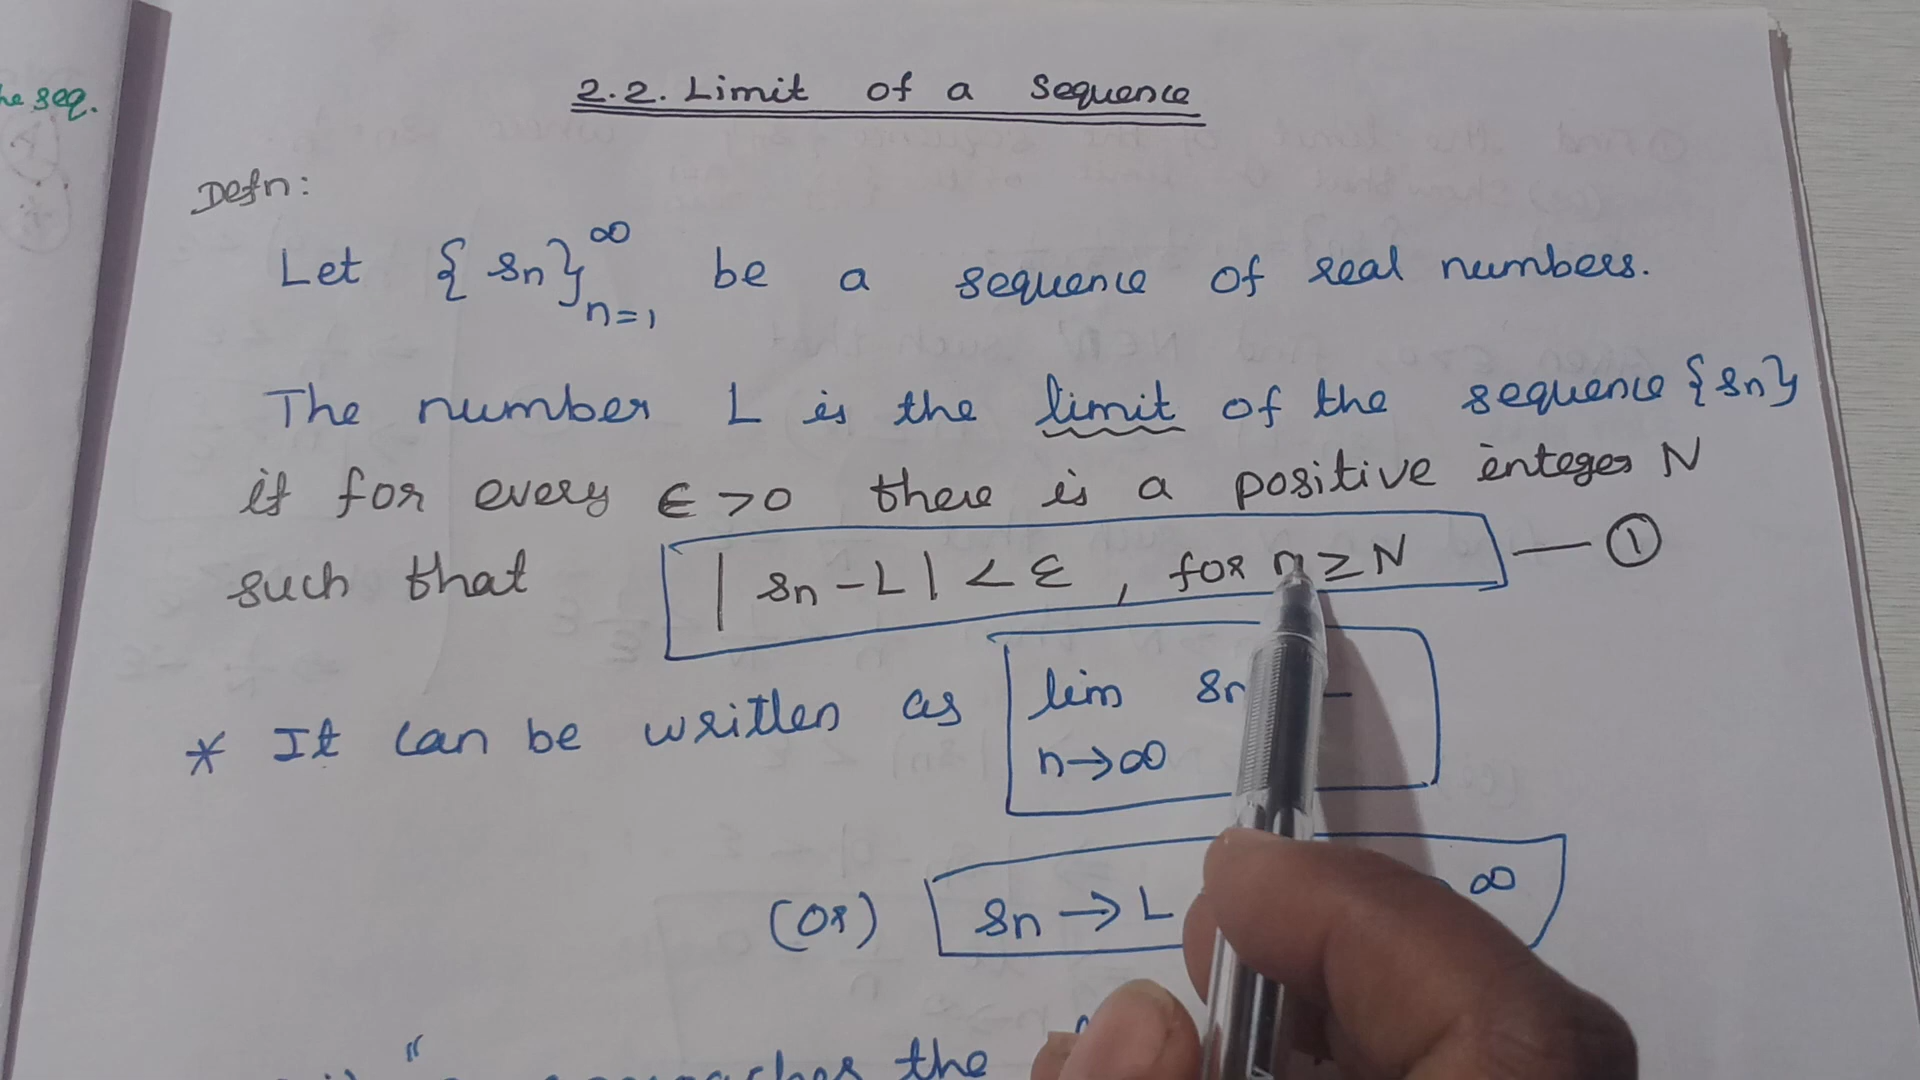 he seq.
2.2. Limit of a Sequence
Defn:
Let {sn}∞n=1 be a sequence of real numbers.
The number L is the limit of the sequence {sn}
if for every ∈ >0 there is a positive integer N
such that |sn - L| < ε , for n ≥ N — ①
* It can be written as lim sn
n→∞
(or) sn → L ∞
the